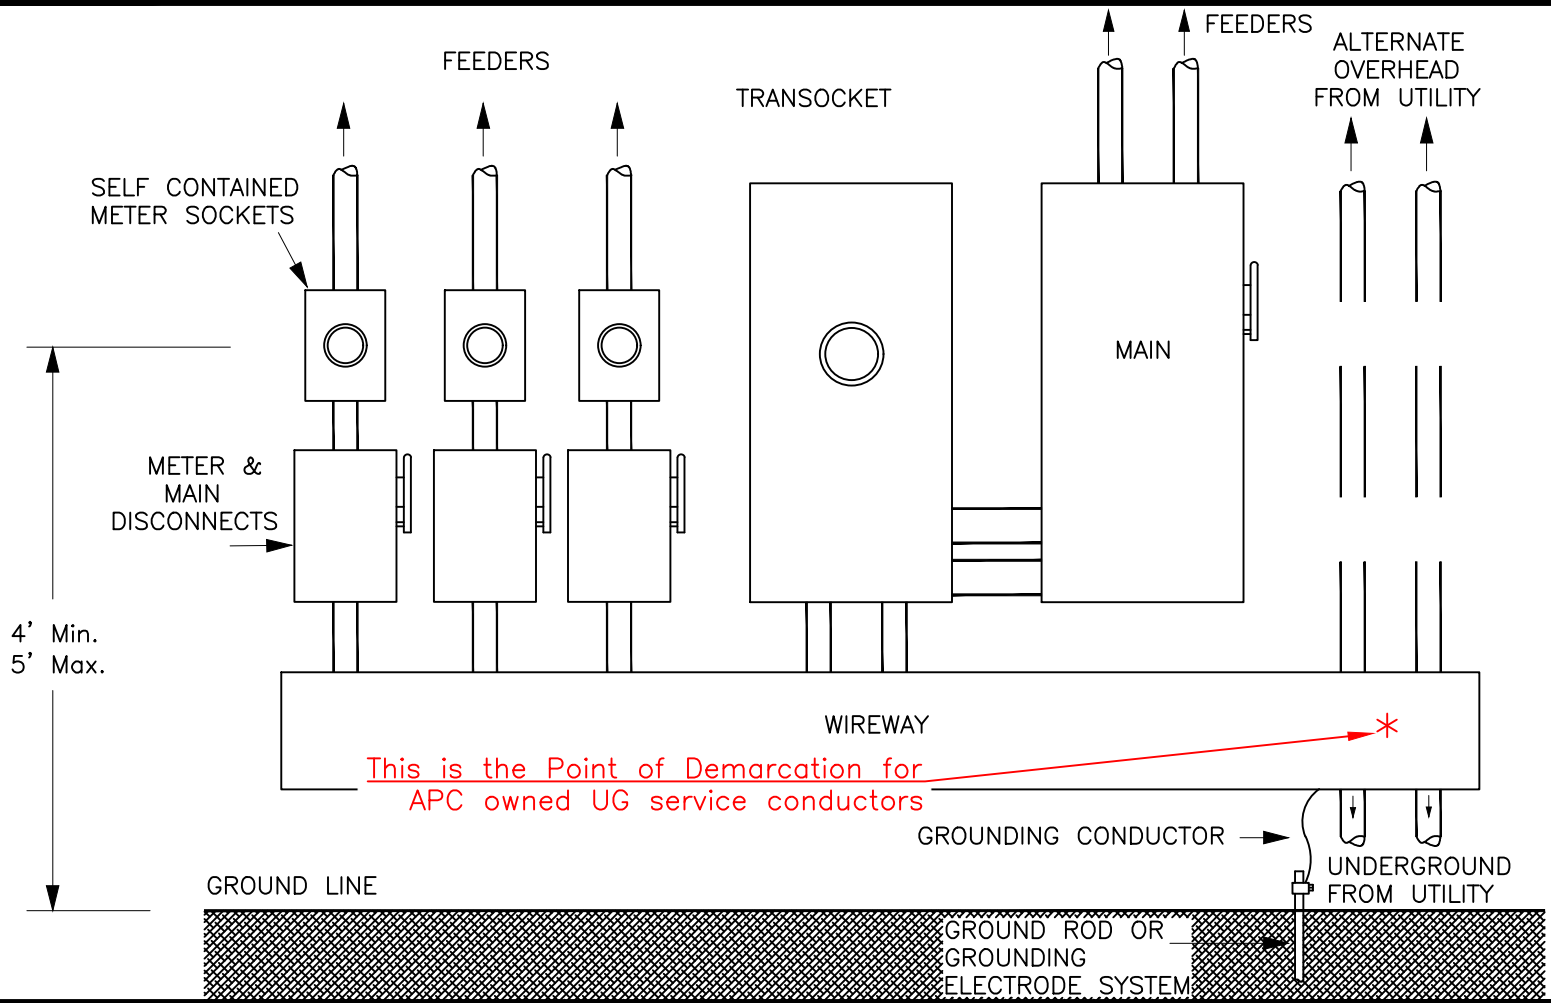 FEEDERS
FEEDERS
ALTERNATE
OVERHEAD
FROM UTILITY
TRANSOCKET
SELF CONTAINED
METER SOCKETS
MAIN
METER &
MAIN
DISCONNECTS
4' Min.
5' Max.
WIREWAY
*
This is the Point of Demarcation for
APC owned UG service conductors
GROUNDING CONDUCTOR
UNDERGROUND
FROM UTILITY
GROUND LINE
GROUND ROD OR
GROUNDING
ELECTRODE SYSTEM